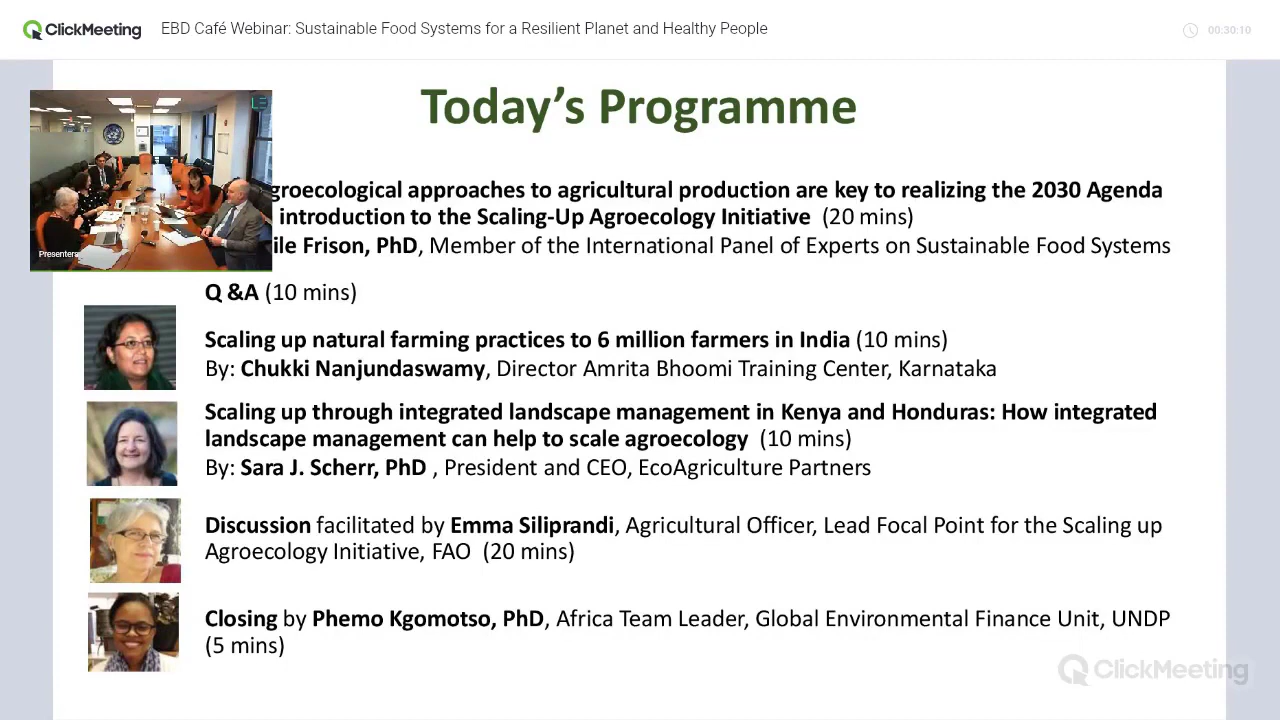 ClickMeeting
EBD Café Webinar: Sustainable Food Systems for a Resilient Planet and Healthy People
00:30:10
Today's Programme
groecological approaches to agricultural production are key to realizing the 2030 Agenda
introduction to the Scaling-Up Agroecology Initiative (20 mins)
ile Frison, PhD, Member of the International Panel of Experts on Sustainable Food Systems
Presenters
Q &A (10 mins)
Scaling up natural farming practices to 6 million farmers in India (10 mins)
By: Chukki Nanjundaswamy, Director Amrita Bhoomi Training Center, Karnataka
Scaling up through integrated landscape management in Kenya and Honduras: How integrated
landscape management can help to scale agroecology (10 mins)
By: Sara J. Scherr, PhD , President and CEO, EcoAgriculture Partners
Discussion facilitated by Emma Siliprandi, Agricultural Officer, Lead Focal Point for the Scaling up
Agroecology Initiative, FAO (20 mins)
Closing by Phemo Kgomotso, PhD, Africa Team Leader, Global Environmental Finance Unit, UNDP
(5 mins)
ClickMeeting